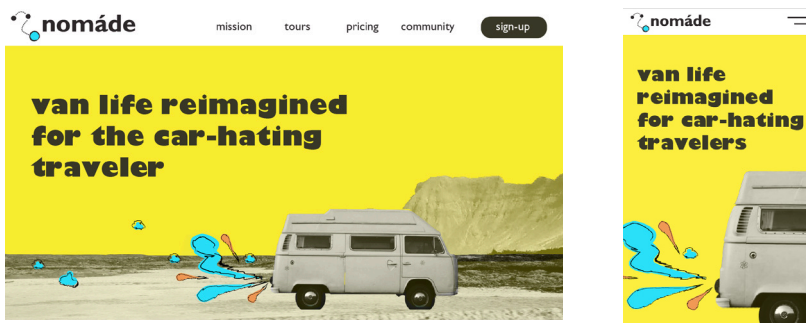 nomáde
mission tours pricing community sign-up
van life reimagined
for the car-hating
traveler
nomáde
van life
reimagined
for car-hating
travelers